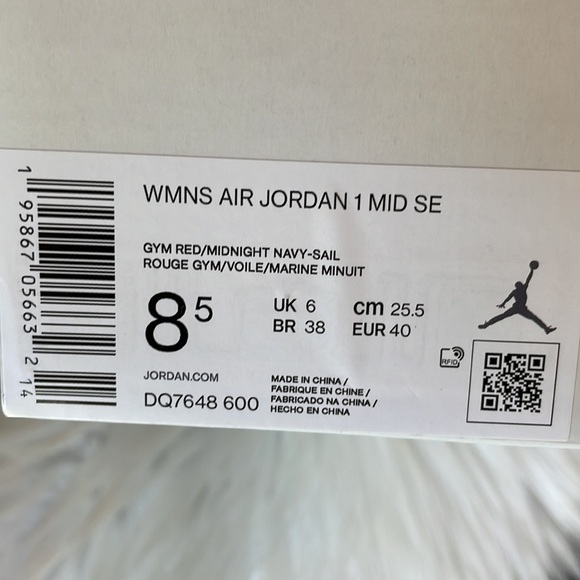 WMNS AIR JORDAN 1 MID SE
GYM RED/MIDNIGHT NAVY-SAIL
ROUGE GYM/VOILE/MARINE MINUIT
8 5
UK 6
BR 38
cm 25.5
EUR 40
RFID
JORDAN.COM
DQ7648 600
MADE IN CHINA /
FABRIQUE EN CHINE /
FABRICADO NA CHINA /
HECHO EN CHINA
1 95867 05663 2 14